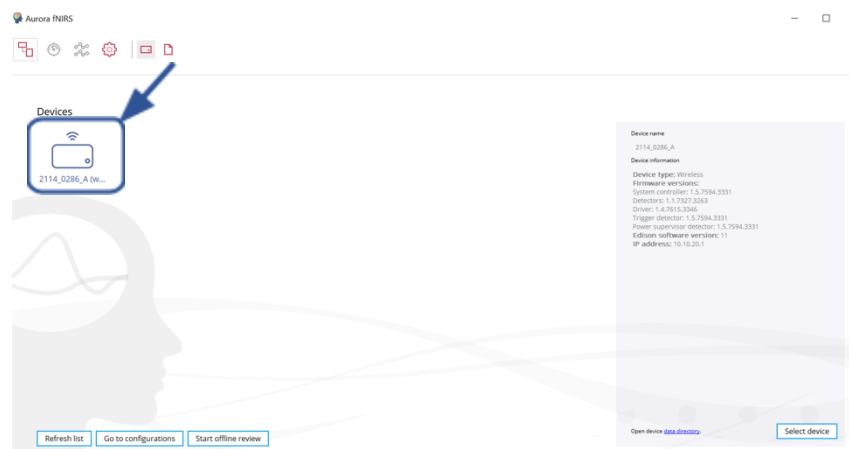 Aurora fNIRS
Devices
2114_0286_A (w...
Device name
2114_0286_A
Device information
Device type: Wireless
Firmware versions:
System controller: 1.5.7594.3331
Detectors: 1.1.7327.3263
Driver: 1.4.7615.3346
Trigger detector: 1.5.7594.3331
Power supervisor detector: 1.5.7594.3331
Edison software version: 11
IP address: 10.10.20.1
Open device data directory.
Select device
Refresh list
Go to configurations
Start offline review